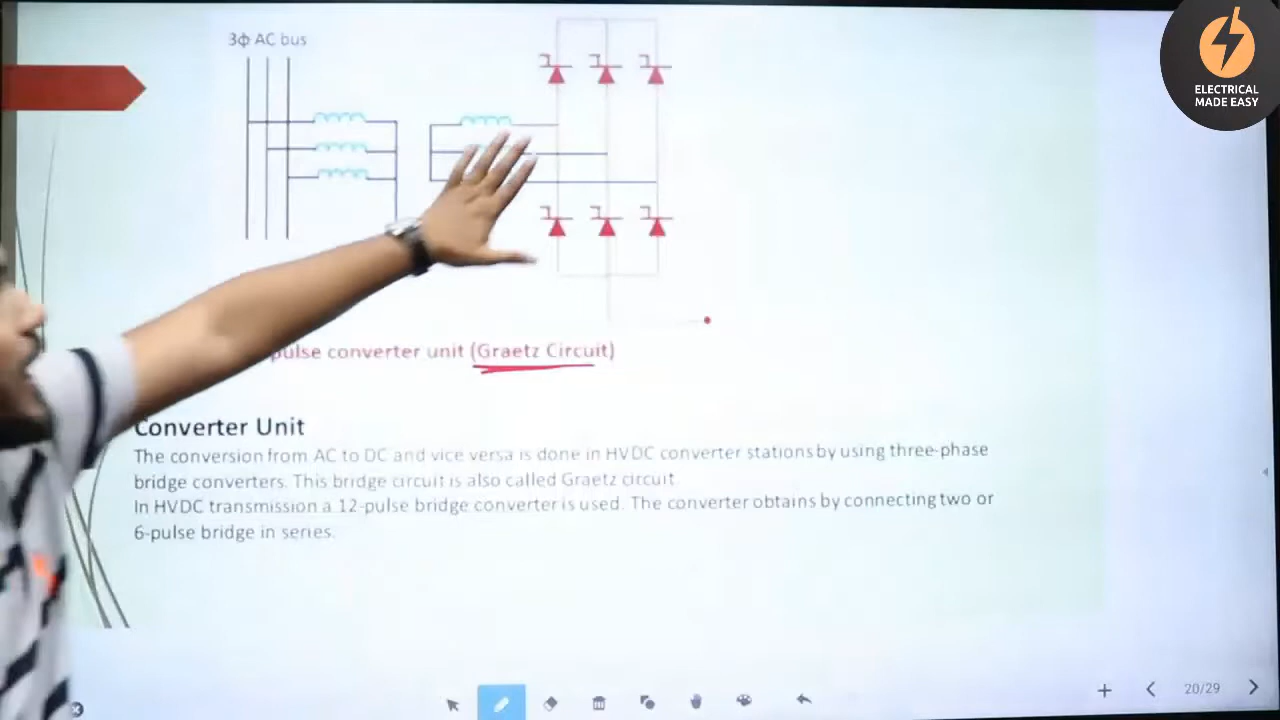 3ф AC bus
ELECTRICAL
MADE EASY
pulse converter unit (Graetz Circuit)
Converter Unit
The conversion from AC to DC and vice versa is done in HVDC converter stations by using three-phase
bridge converters. This bridge circuit is also called Graetz circuit.
In HVDC transmission a 12-pulse bridge converter is used. The converter obtains by connecting two or
6-pulse bridge in series.
20/29